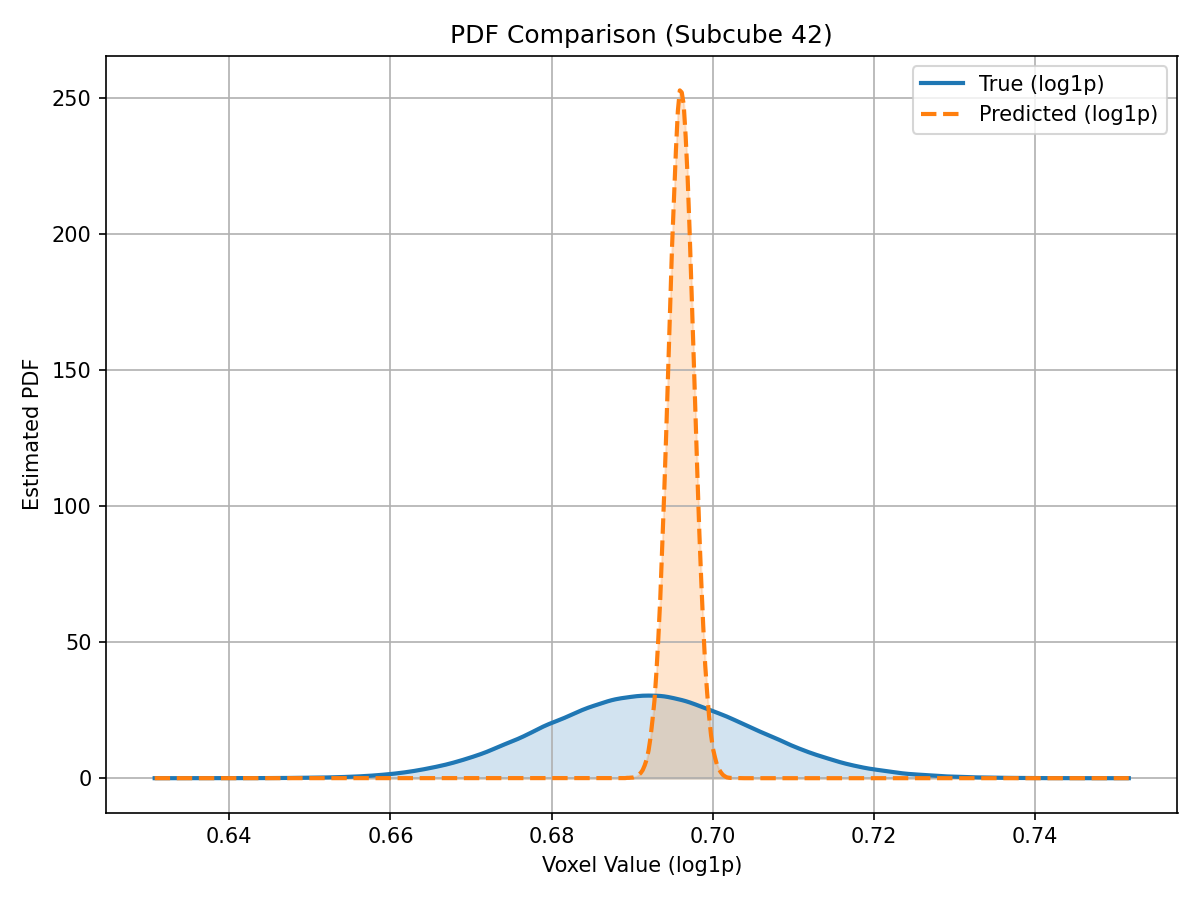 PDF Comparison (Subcube 42)
True (log1p)
Predicted (log1p)
Estimated PDF
250
200
150
100
50
0
0.64 0.66 0.68 0.70 0.72 0.74
Voxel Value (log1p)